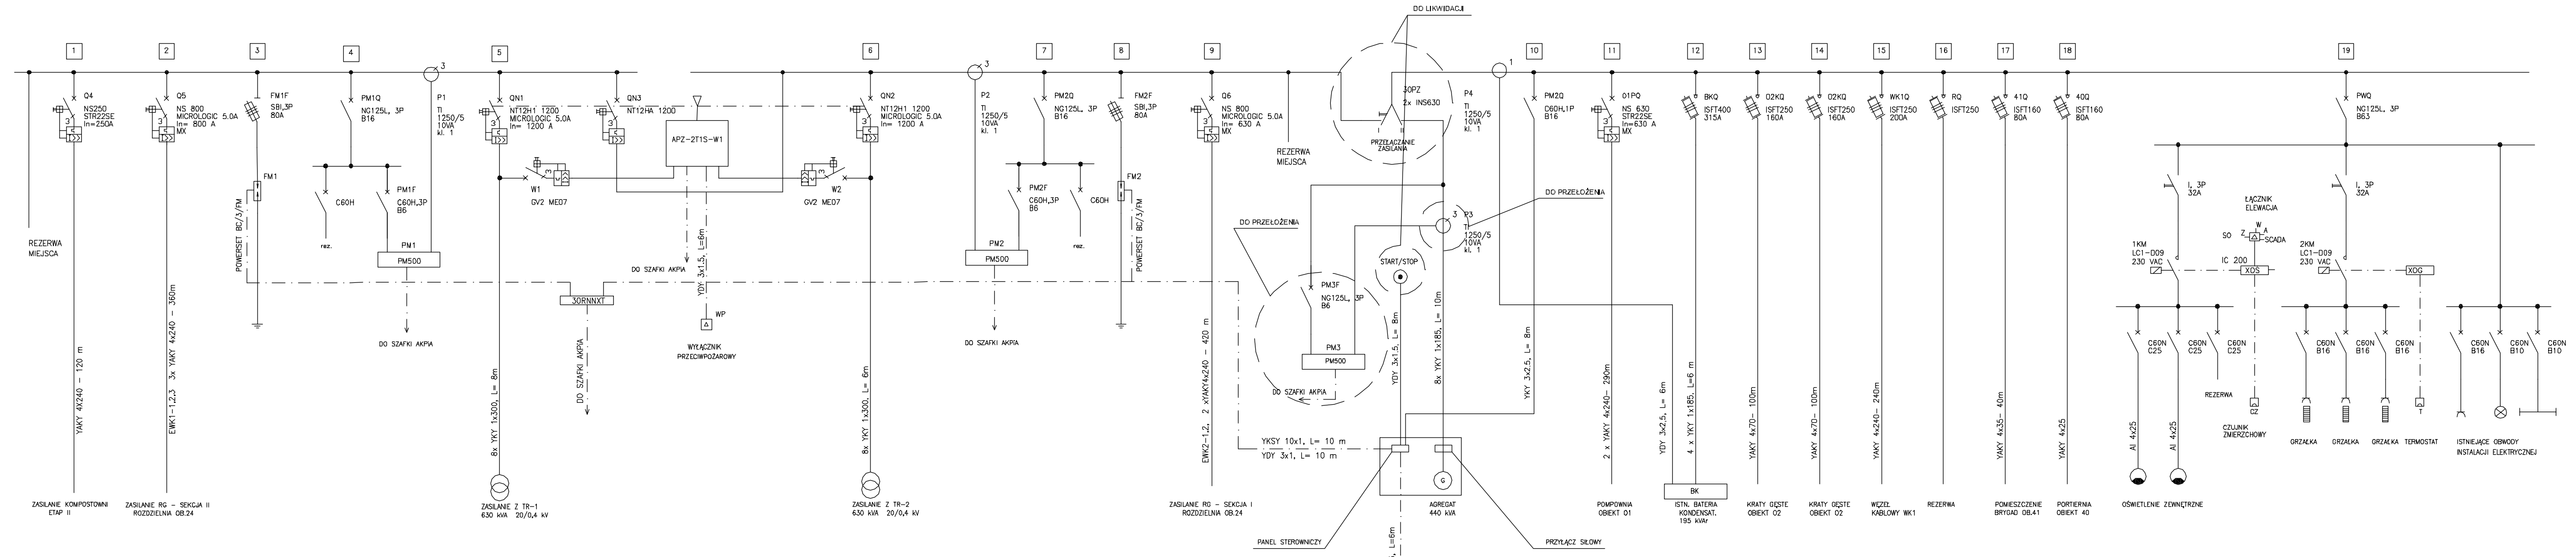 DO LIKWIDACJI
1
2
3
4
5
6
7
8
9
10
11
12
13
14
15
16
17
18
19
Q4
NS250
STR22SE
In=250A
3
REZERWA
MIEJSCA
YAKY 4X240 - 120 m
ZASILANIE KOMPOSTOWNI
ETAP II
Q5
NS 800
MICROLOGIC 5.0A
In= 800 A
MX
3
EWK1-1,2,3 3x YAKY 4x240 - 360m
ZASILANIE RG - SEKCJA II
ROZDZIELNIA OB.24
FM1F
SBI,3P
80A
FM1
POWERSET BC/3/FM
PM1Q
NG125L, 3P
B16
C60H
rez.
PM1F
C60H,3P
B6
3
P1
TI
1250/5
10VA
kl. 1
PM1
PM500
DO SZAFKI AKPIA
QN1
NT12H1 1200
MICROLOGIC 5.0A
In= 1200 A
3
W1
GV2 ME07
3
8x YKY 1x300, L= 8m
ZASILANIE Z TR-1
630 kVA 20/0,4 kV
QN3
NT12HA 1200
3
30RNNXT
DO SZAFKI AKPIA
APZ-2T1S-W1
DO SZAFKI AKPIA
YDY 3x1.5, L=6m
WP
WYŁĄCZNIK
PRZECIWPOŻAROWY
W2
GV2 ME07
3
QN2
NT12H1 1200
MICROLOGIC 5.0A
In= 1200 A
3
8x YKY 1x300, L= 6m
ZASILANIE Z TR-2
630 kVA 20/0,4 kV
3
P2
TI
1250/5
10VA
kl. 1
PM2
PM500
DO SZAFKI AKPIA
PM2Q
NG125L, 3P
B16
PM2F
C60H,3P
B6
C60H
rez.
FM2F
SBI,3P
80A
FM2
POWERSET BC/3/FM
Q6
NS 800
MICROLOGIC 5.0A
In= 630 A
MX
3
EWK2-1,2, 2 xYAKY4x240 - 420 m
ZASILANIE RG - SEKCJA I
ROZDZIELNIA OB.24
REZERWA
MIEJSCA
30PZ
2x INS630
I
II
PRZEŁĄCZANIE
ZASILANIA
P4
TI
1250/5
10VA
kl. 1
1
DO PRZEŁOŻENIA
DO PRZEŁOŻENIA
3
P3
TI
1250/5
10VA
kl. 1
START/STOP
PM3F
NG125L, 3P
B6
PM3
PM500
DO SZAFKI AKPIA
YDY 3x1.5, L= 8m
8x YKY 1x185, L= 10m
YKSY 10x1, L= 10 m
YDY 3x1, L= 10 m
G
AGREGAT
440 kVA
PANEL STEROWNICZY
PRZYŁĄCZ SIŁOWY
L=6m
PM2Q
C60H,1P
B16
YKY 3x2.5, L= 8m
01PQ
NS 630
STR22SE
In=630 A
MX
3
2 x YAKY 4x240- 290m
POMPOWNIA
OBIEKT 01
BKQ
ISFT400
315A
YDY 3x2,5, L= 6m
4 x YKY 1x185, L=6 m
BK
ISTN. BATERIA
KONDENSAT.
195 kVAr
02KQ
ISFT250
160A
YAKY 4x70- 100m
KRATY GĘSTE
OBIEKT 02
02KQ
ISFT250
160A
YAKY 4x70- 100m
KRATY GĘSTE
OBIEKT 02
WK1Q
ISFT250
200A
YAKY 4x240- 240m
WĘZEŁ
KABLOWY WK1
RQ
ISFT250
REZERWA
41Q
ISFT160
80A
YAKY 4x35- 40m
POMIESZCZENIE
BRYGAD OB.41
40Q
ISFT160
80A
YAKY 4x25
PORTIERNIA
OBIEKT 40
PWQ
NG125L, 3P
B63
I, 3P
32A
I, 3P
32A
ŁĄCZNIK
ELEWACJA
W
Z
A
SO
SCADA
1KM
LC1-D09
230 VAC
IC 200
XOS
2KM
LC1-D09
230 VAC
XOG
C60N
C25
C60N
C25
C60N
C25
REZERWA
Al 4x25
Al 4x25
OŚWIETLENIE ZEWNĘTRZNE
CZ
CZUJNIK
ZMIERZCHOWY
C60N
B16
C60N
B16
C60N
B16
GRZAŁKA
GRZAŁKA
GRZAŁKA
T
TERMOSTAT
C60N
B16
C60N
B10
C60N
B10
ISTNIEJĄCE OBWODY
INSTALACJI ELEKTRYCZNEJ